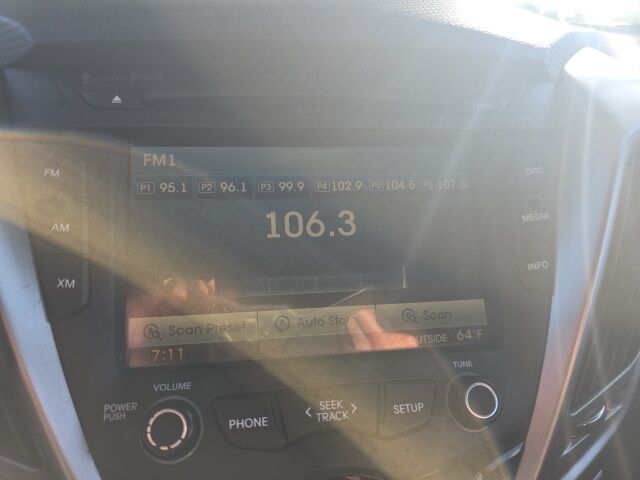 FM1
P1 95.1 P2 96.1 P3 99.9 P4 102.9 P5 104.5 P6 107.3
106.3
Scan Preset Auto Store Scan
7:11 OUTSIDE 64°F
FM
AM
XM
DISC
MEDIA
INFO
POWER
PUSH
VOLUME
PHONE
< SEEK >
TRACK
SETUP
TUNE